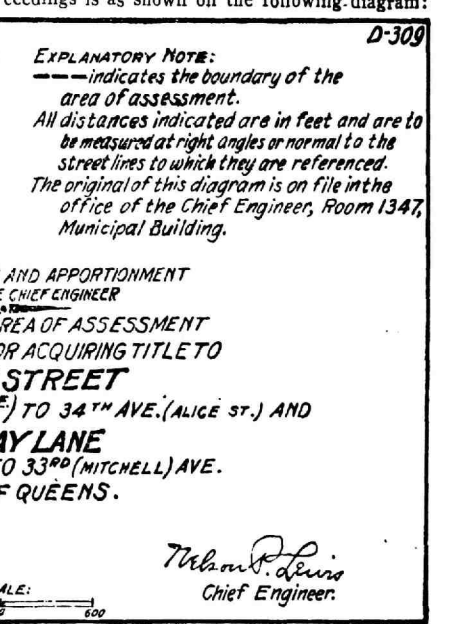 eedings is as shown on the following diagram:
D-309
EXPLANATORY NOTE:
———indicates the boundary of the
area of assessment.
All distances indicated are in feet and are to
be measured at right angles or normal to the
street lines to which they are referenced.
The original of this diagram is on file in the
office of the Chief Engineer, Room 1347,
Municipal Building.
AND APPORTIONMENT
E CHIEF ENGINEER
REA OF ASSESSMENT
OR ACQUIRING TITLE TO
STREET
E.) TO 34TH AVE. (ALICE ST.) AND
AY LANE
TO 33RD (MITCHELL) AVE.
F QUEENS.
Nelson P. Lewis
Chief Engineer.
ALE:
600